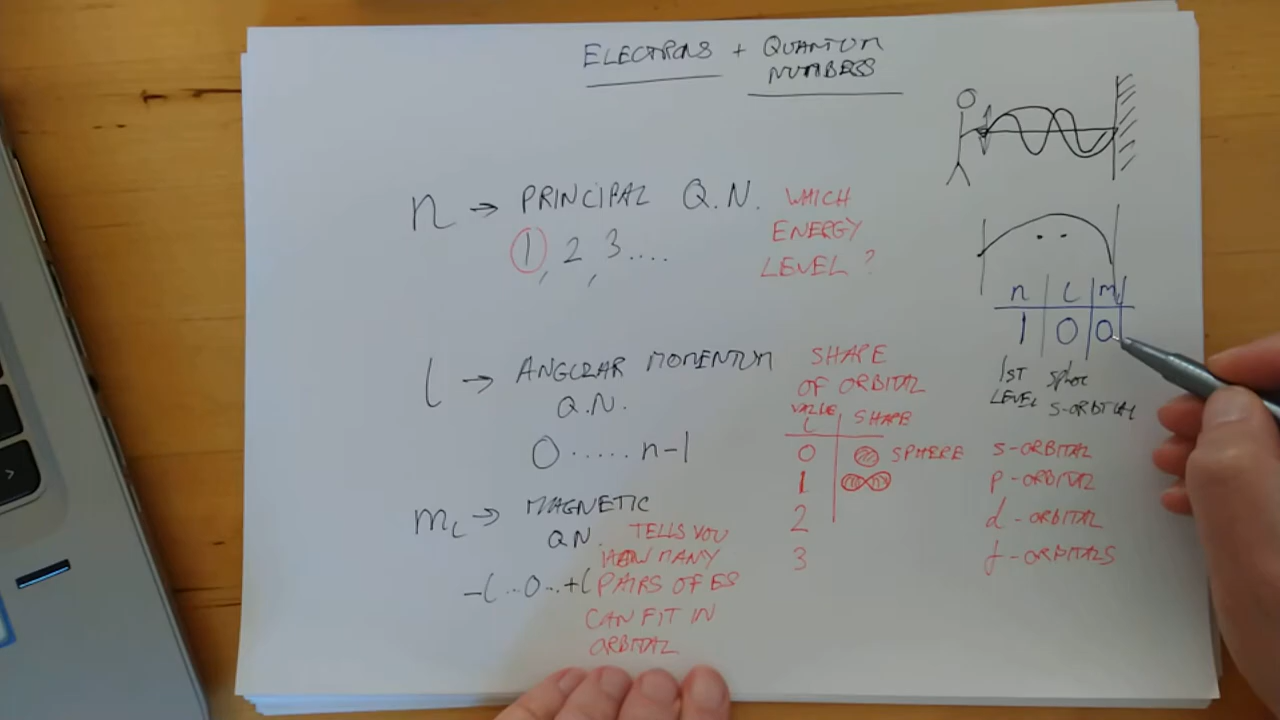 ELECTRONS + QUANTUM
NUMBERS
n → PRINCIPAL Q.N.
1, 2, 3....
WHICH
ENERGY
LEVEL ?
n | l | ml
1 | 0 | 0
1ST
LEVEL
S-ORBITAL
l → ANGULAR MOMENTUM
Q.N.
0 ..... n-1
SHAPE
OF ORBITAL
VALUE l | SHAPE
0 SPHERE s-ORBITAL
1 p-ORBITAL
2 d-ORBITAL
3 f-ORBITALS
ml → MAGNETIC
QN.
-l...0...+l
TELLS YOU
HOW MANY
PAIRS OF ES
CAN FIT IN
ORBITAL